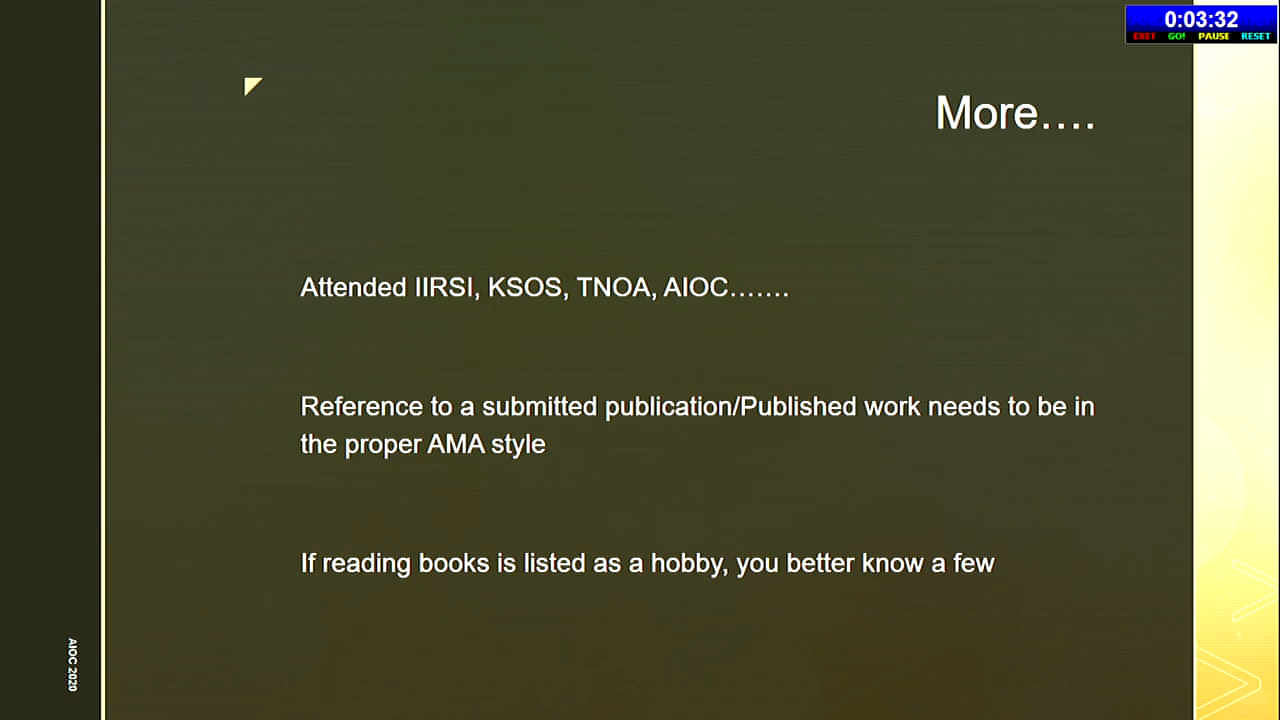 0:03:32
EXIT GO! PAUSE RESET
More....
Attended IIRSI, KSOS, TNOA, AIOC.......
Reference to a submitted publication/Published work needs to be in
the proper AMA style
If reading books is listed as a hobby, you better know a few
AIOC 2020